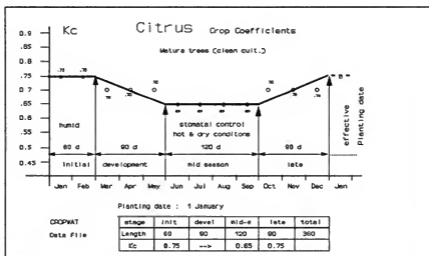 Kc Citrus Crop Coefficients
Mature trees (clean cult.)
0.9
0.85
0.8
0.75
0.7
0.65
0.6
0.55
0.5
0.45
humid
stomatal control
hot & dry conditons
effective
Planting date
60 d 90 d 120 d 90 d
initial development mid season late
Jan Feb Mar Apr May Jun Jul Aug Sep Oct Nov Dec Jan
Planting date : 1 January
CROPWAT
Data File
stage init devel mid-s late total
Length 60 90 120 90 360
Kc 0.75 --> 0.65 0.75